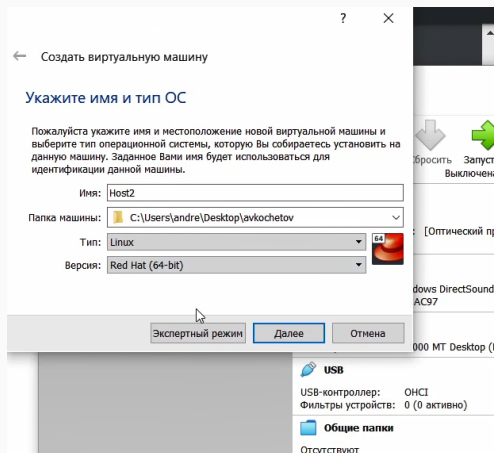 ?
Создать виртуальную машину
Укажите имя и тип ОС
Пожалуйста укажите имя и местоположение новой виртуальной машины и
выберите тип операционной системы, которую Вы собираетесь установить на
данную машину. Заданное Вами имя будет использоваться для
идентификации данной машины.
Имя: Host2
Папка машины: C:\Users\andre\Desktop\avkochetov
Тип: Linux
64
Версия: Red Hat (64-bit)
Экспертный режим Далее Отмена
бросить Запуст
Выключена
[Оптический пр
dows DirectSound
AC97
000 MT Desktop (
USB
USB-контроллер: OHCI
Фильтры устройств: 0 (0 активно)
Общие папки
Отсутствуют